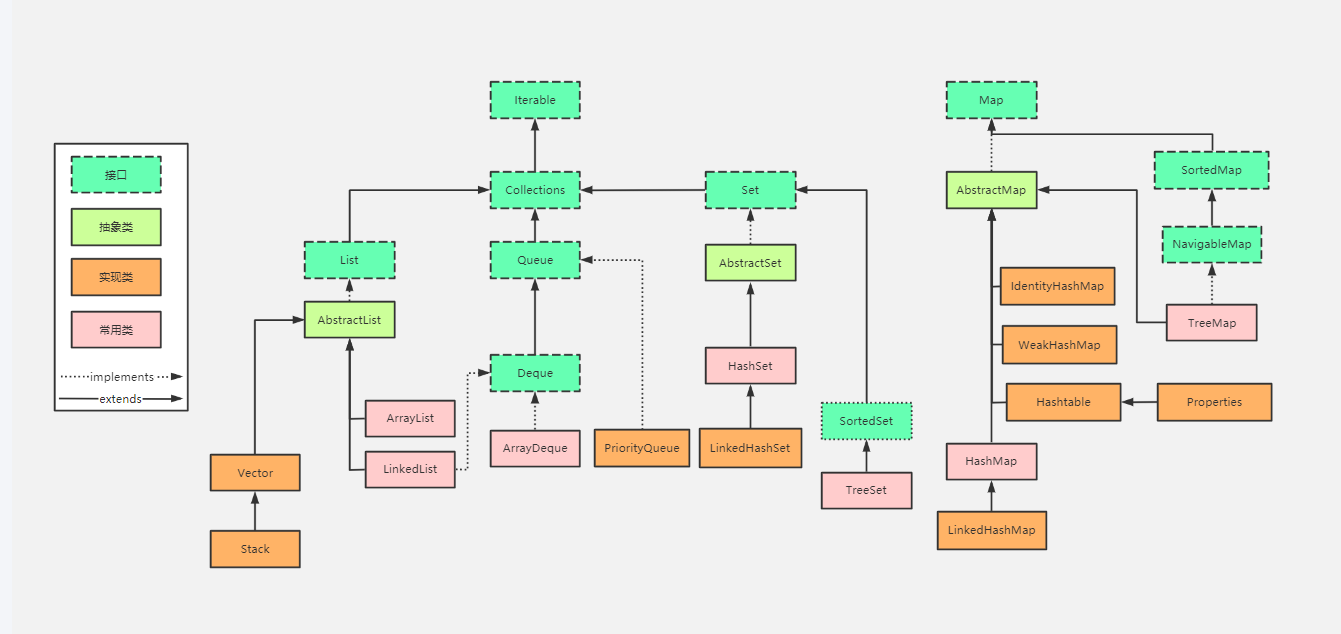 接口
抽象类
实现类
常用类
implements
extends
Iterable
Collections
List
AbstractList
ArrayList
LinkedList
Vector
Stack
Queue
Deque
ArrayDeque
PriorityQueue
Set
AbstractSet
HashSet
LinkedHashSet
SortedSet
TreeSet
Map
AbstractMap
SortedMap
NavigableMap
TreeMap
IdentityHashMap
WeakHashMap
Hashtable
Properties
HashMap
LinkedHashMap